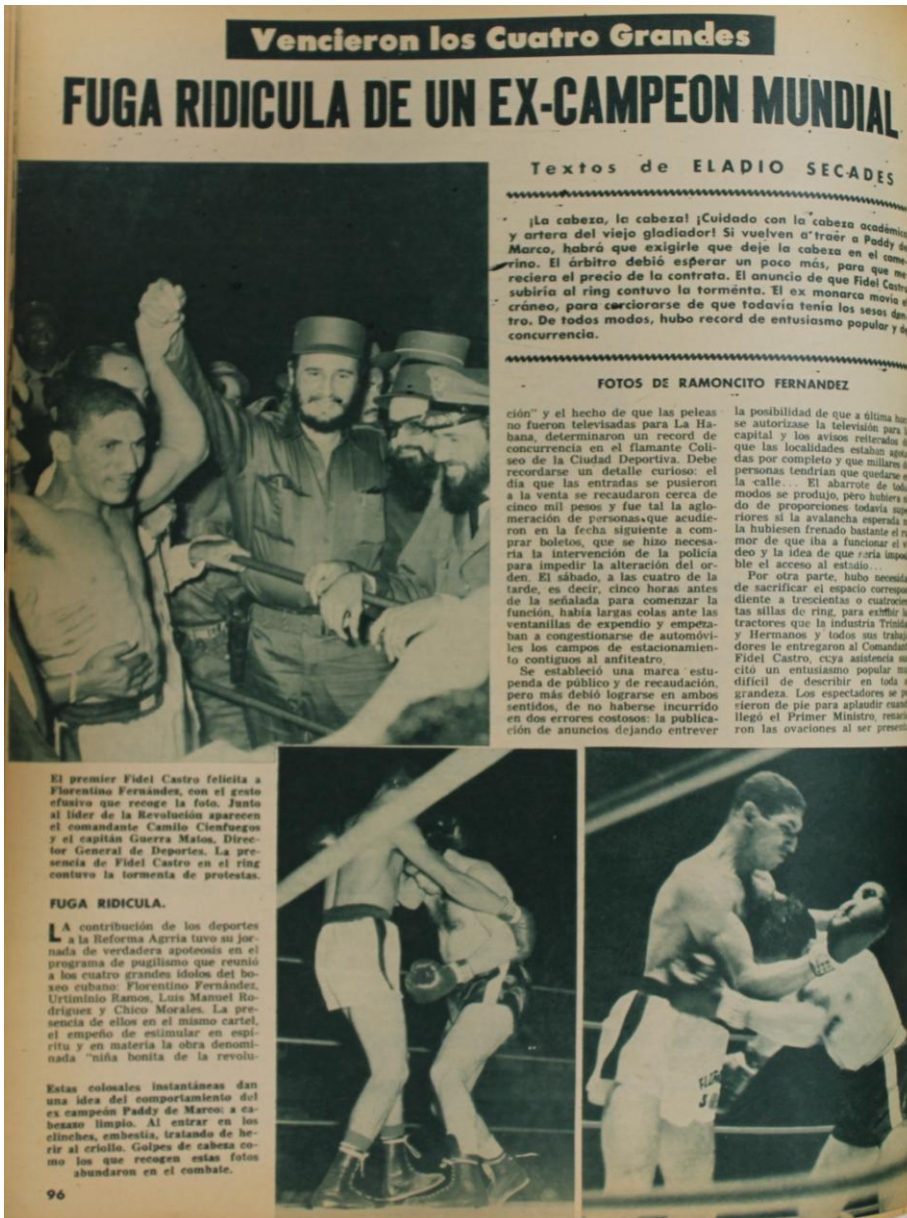 Vencieron los Cuatro Grandes
FUGA RIDICULA DE UN EX-CAMPEON MUNDIAL
Textos de ELADIO SECADES
¡La cabeza, la cabeza! ¡Cuidado con la cabeza académica
y artera del viejo gladiador! Si vuelven a traer a Paddy de
Marco, habrá que exigirle que deje la cabeza en el came-
rino. El árbitro debió esperar un poco más, para que me-
reciera el precio de la contrata. El anuncio de que Fidel Castro
subiría al ring contuvo la tormenta. El ex monarca movía el
cráneo, para cerciorarse de que todavía tenía los sesos den-
tro. De todos modos, hubo record de entusiasmo popular y de
concurrencia.
FOTOS DE RAMONCITO FERNANDEZ
El premier Fidel Castro felicita a
Florentino Fernández, con el gesto
efusivo que recoge la foto. Junto
al líder de la Revolución aparecen
el comandante Camilo Cienfuegos
y el capitán Guerra Matos, Direc-
tor General de Deportes. La pre-
sencia de Fidel Castro en el ring
contuvo la tormenta de protestas.
FUGA RIDICULA.
LA contribución de los deportes
a la Reforma Agrria tuvo su jor-
nada de verdadera apoteosis en el
programa de pugilismo que reunió
a los cuatro grandes ídolos del bo-
xeo cubano: Florentino Fernández,
Urtiminio Ramos, Luis Manuel Ro-
dríguez y Chico Morales. La pre-
sencia de ellos en el mismo cartel,
el empeño de estimular en espí-
ritu y en materia la obra denomi-
nada "niña bonita de la revolu-
ción" y el hecho de que las peleas
no fueron televisadas para La Ha-
bana, determinaron un record de
concurrencia en el flamante Coli-
seo de la Ciudad Deportiva. Debe
recordarse un detalle curioso: el
día que las entradas se pusieron
a la venta se recaudaron cerca de
cinco mil pesos y fue tal la aglo-
meración de personas que acudie-
ron en la fecha siguiente a com-
prar boletos, que se hizo necesa-
ria la intervención de la policía
para impedir la alteración del or-
den. El sábado, a las cuatro de la
tarde, es decir, cinco horas antes
de la señalada para comenzar la
función, había largas colas ante las
ventanillas de expendio y empeza-
ban a congestionarse de automóvi-
les los campos de estacionamien-
to contiguos al anfiteatro.
Se estableció una marca estu-
penda de público y de recaudación,
pero más debió lograrse en ambos
sentidos, de no haberse incurrido
en dos errores costosos: la publica-
ción de anuncios dejando entrever
la posibilidad de que a última hora
se autorizase la televisión para
capital y los avisos reiterados
que las localidades estaban agota-
das por completo y que millares
personas tendrían que quedarse
la calle... El abarrote de
modos se produjo, pero hubiera
do de proporciones todavía supe-
riores si la avalancha esperada
la hubiesen frenado bastante el ru-
mor de que iba a funcionar el
deo y la idea de que sería imposi-
ble el acceso al estadio...
Por otra parte, hubo necesidad
de sacrificar el espacio correspon-
diente a trescientas o cuatrocien-
tas sillas de ring, para exhibir
tractores que la industria Trinidad
y Hermanos y todos sus trabaja-
dores le entregaron al Comandante
Fidel Castro, cuya asistencia
citó un entusiasmo popular
difícil de describir en toda
grandeza. Los espectadores se
sieron de pie para aplaudir cuando
llegó el Primer Ministro,
ron las ovaciones al ser
Estas colosales instantáneas dan
una idea del comportamiento del
ex campeón Paddy de Marco: a ca-
bezazo limpio. Al entrar en los
clinches, embestía, tratando de he-
rir al criollo. Golpes de cabeza co-
mo los que recogen estas fotos
abundaron en el combate.
96